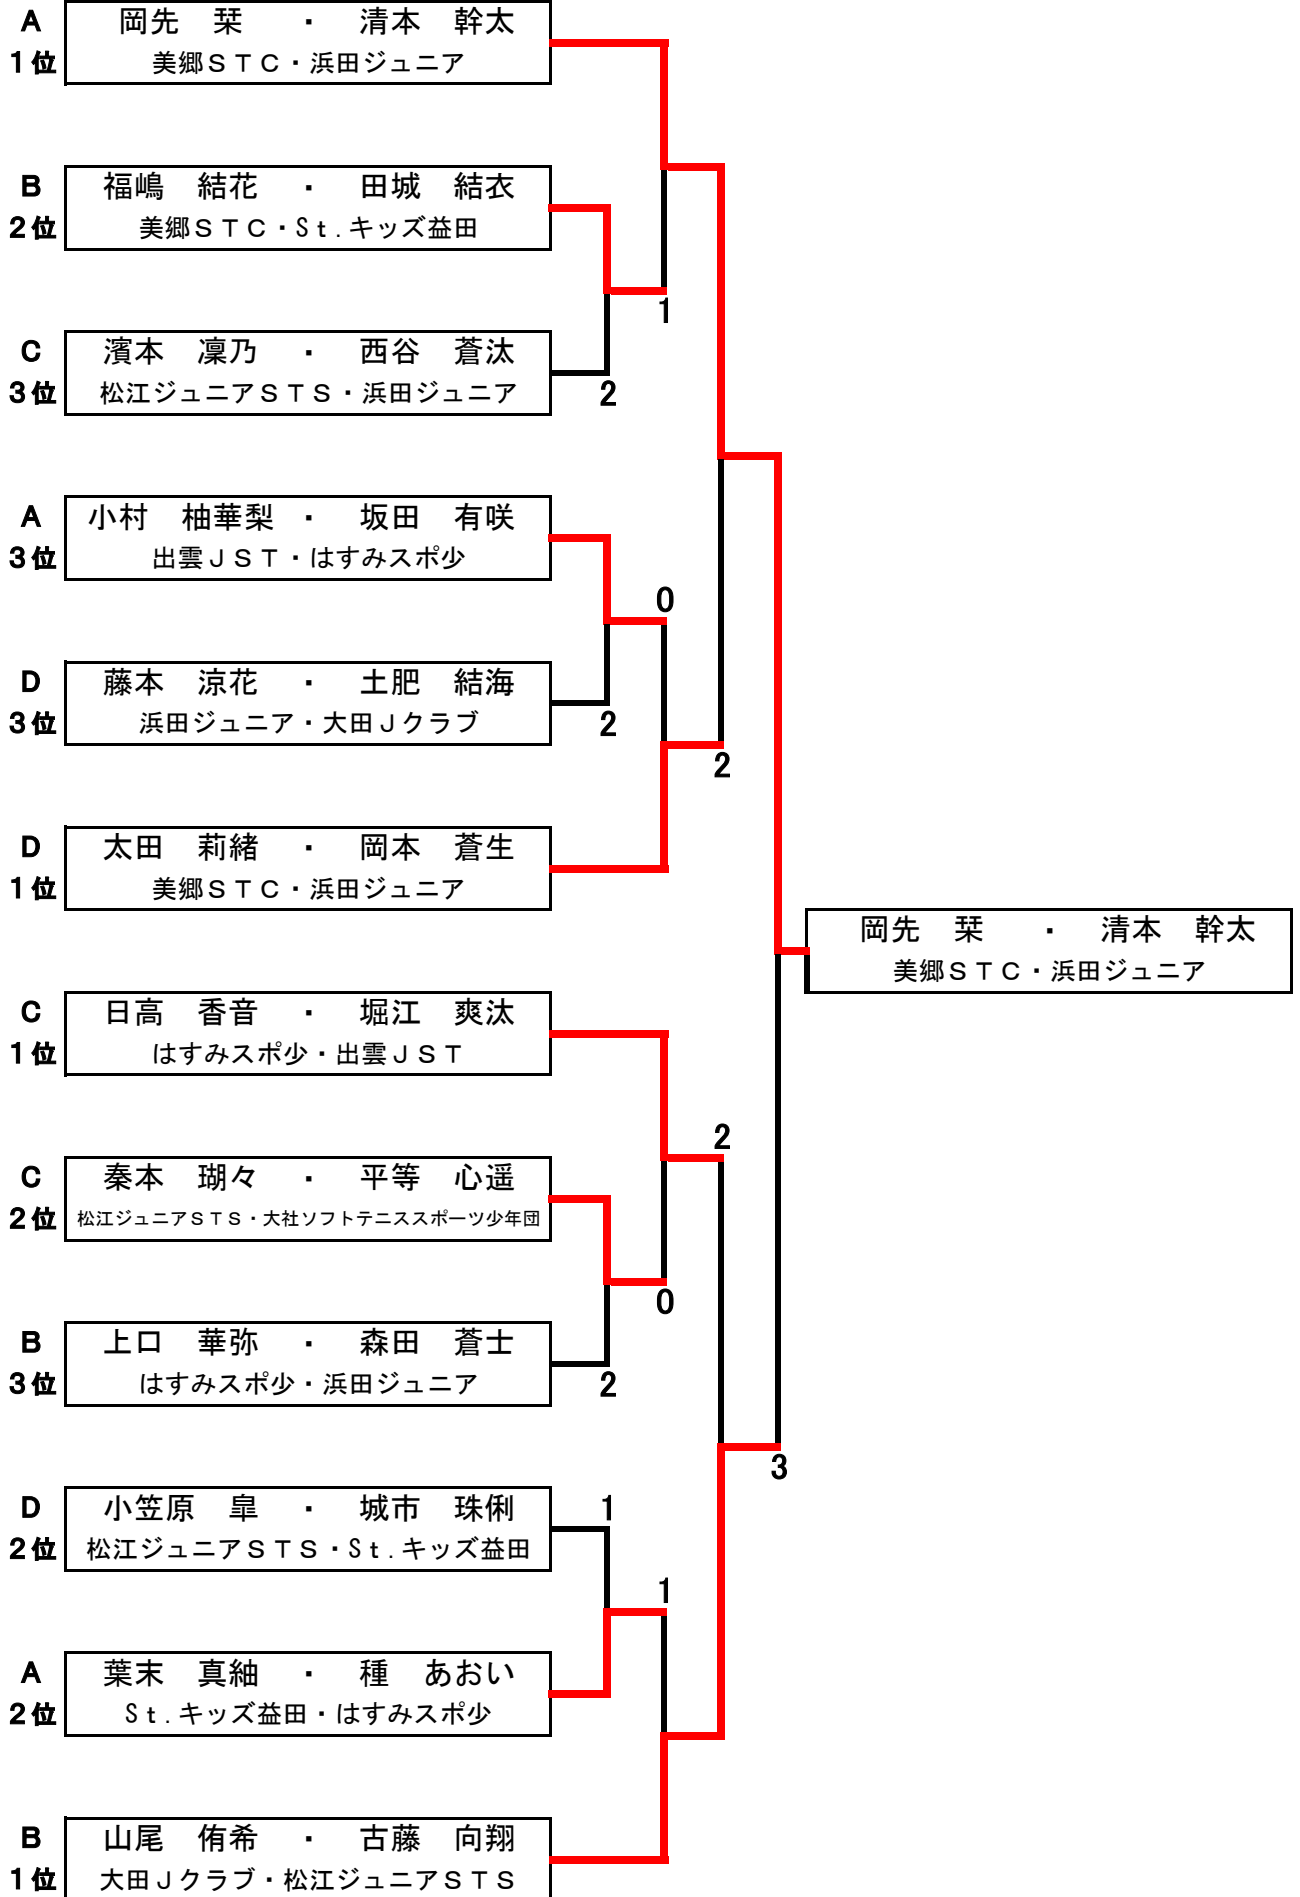 A
岡先　栞　・　清本　幹太
1位
美郷ＳＴＣ・浜田ジュニア
B
福嶋　結花　・　田城　結衣
2位
美郷ＳＴＣ・St.キッズ益田
1
C
濱本　凜乃　・　西谷　蒼汰
3位
松江ジュニアＳＴＳ・浜田ジュニア
2
A
小村　柚華梨　・　坂田　有咲
3位
出雲ＪＳＴ・はすみスポ少
0
D
藤本　涼花　・　土肥　結海
3位
浜田ジュニア・大田Ｊクラブ
2
2
D
太田　莉緒　・　岡本　蒼生
1位
美郷ＳＴＣ・浜田ジュニア
岡先　栞　・　清本　幹太
美郷ＳＴＣ・浜田ジュニア
C
日高　香音　・　堀江　爽汰
1位
はすみスポ少・出雲ＪＳＴ
2
C
秦本　瑚々　・　平等　心遥
2位
松江ジュニアＳＴＳ・大社ソフトテニススポーツ少年団
0
B
上口　華弥　・　森田　蒼士
3位
はすみスポ少・浜田ジュニア
2
3
D
小笠原　皐　・　城市　珠俐
1
2位
松江ジュニアＳＴＳ・St.キッズ益田
1
A
葉末　真紬　・　種　あおい
2位
St.キッズ益田・はすみスポ少
B
山尾　侑希　・　古藤　向翔
1位
大田Ｊクラブ・松江ジュニアＳＴＳ